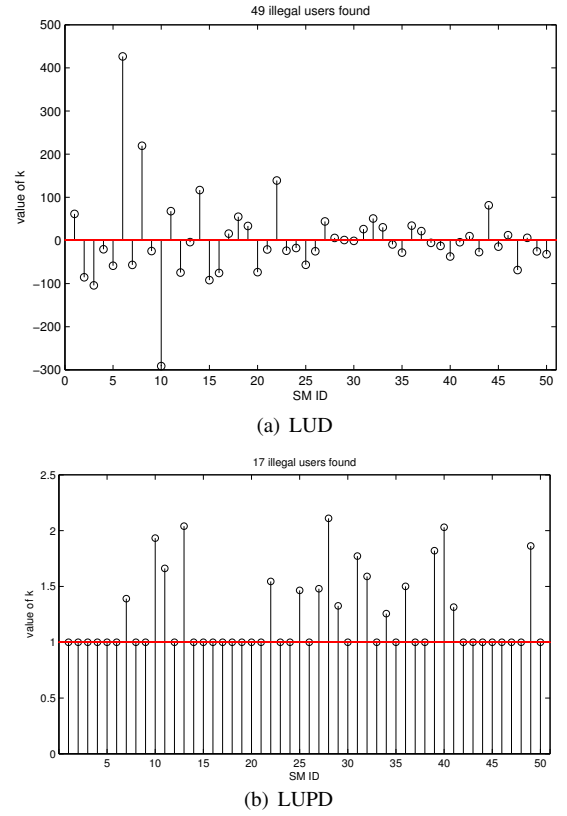 49 illegal users found
500
400
300
200
100
0
−100
−200
−300
value of k
0 5 10 15 20 25 30 35 40 45 50
SM ID
(a) LUD
17 illegal users found
2.5
2
1.5
1
0.5
0
value of k
5 10 15 20 25 30 35 40 45 50
SM ID
(b) LUPD